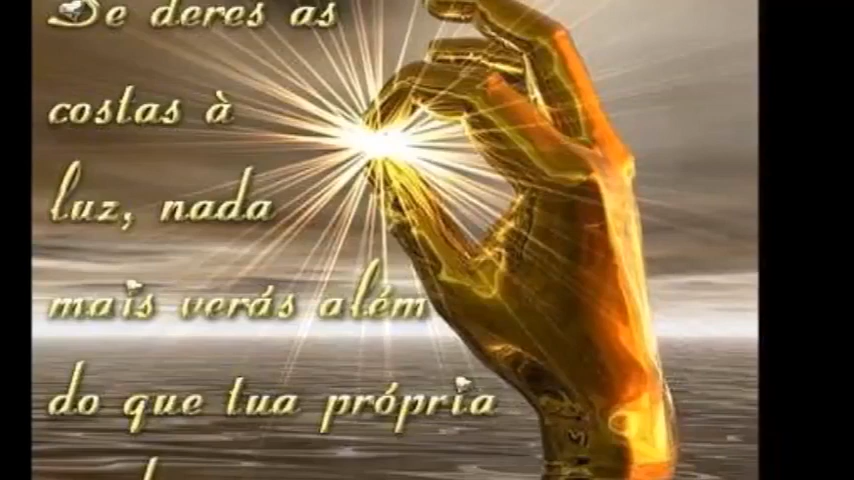 Se deres as
costas à
luz, nada
mais verás além
do que tua própria